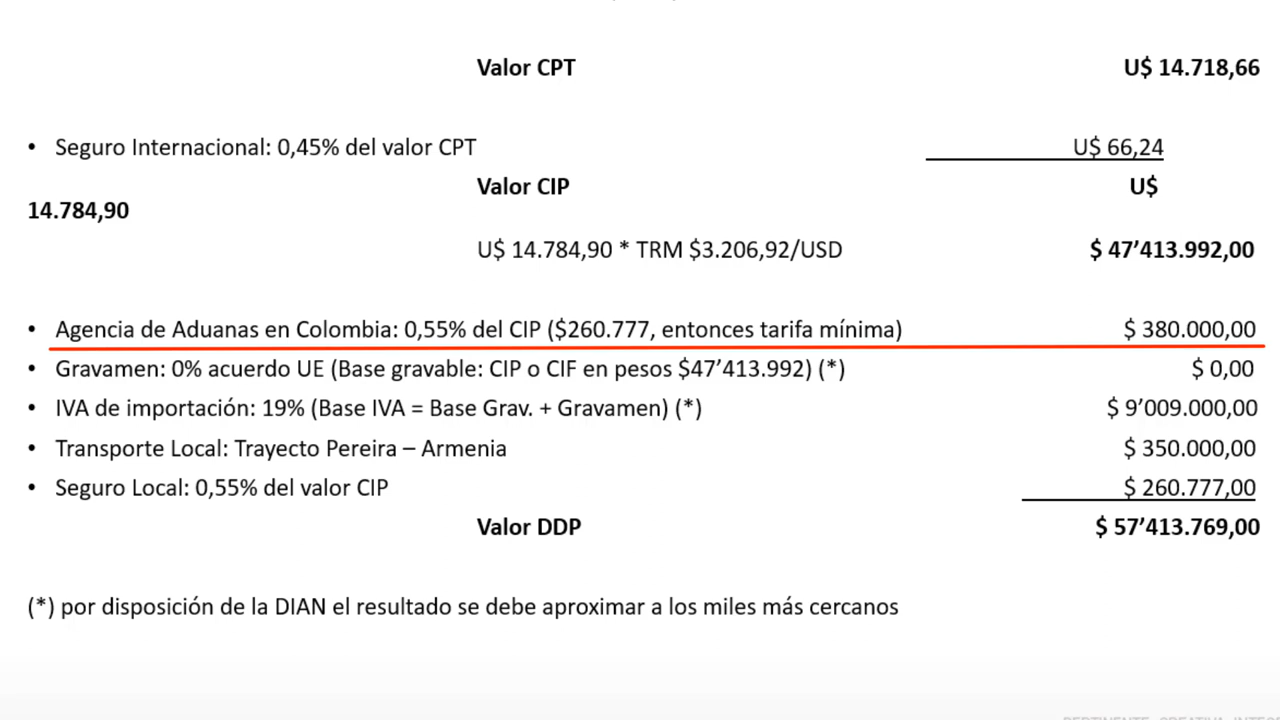 Valor CPT U$ 14.718,66
• Seguro Internacional: 0,45% del valor CPT U$ 66,24
Valor CIP U$
14.784,90
U$ 14.784,90 * TRM $3.206,92/USD $ 47’413.992,00
• Agencia de Aduanas en Colombia: 0,55% del CIP ($260.777, entonces tarifa mínima) $ 380.000,00
• Gravamen: 0% acuerdo UE (Base gravable: CIP o CIF en pesos $47’413.992) (*) $ 0,00
• IVA de importación: 19% (Base IVA = Base Grav. + Gravamen) (*) $ 9’009.000,00
• Transporte Local: Trayecto Pereira – Armenia $ 350.000,00
• Seguro Local: 0,55% del valor CIP $ 260.777,00
Valor DDP $ 57’413.769,00
(*) por disposición de la DIAN el resultado se debe aproximar a los miles más cercanos